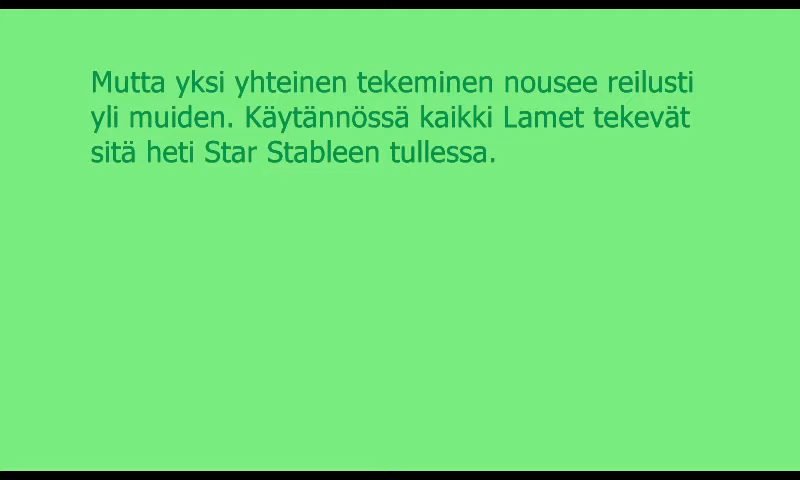 Mutta yksi yhteinen tekeminen nousee reilusti
yli muiden. Käytännössä kaikki Lamet tekevät
sitä heti Star Stableen tullessa.